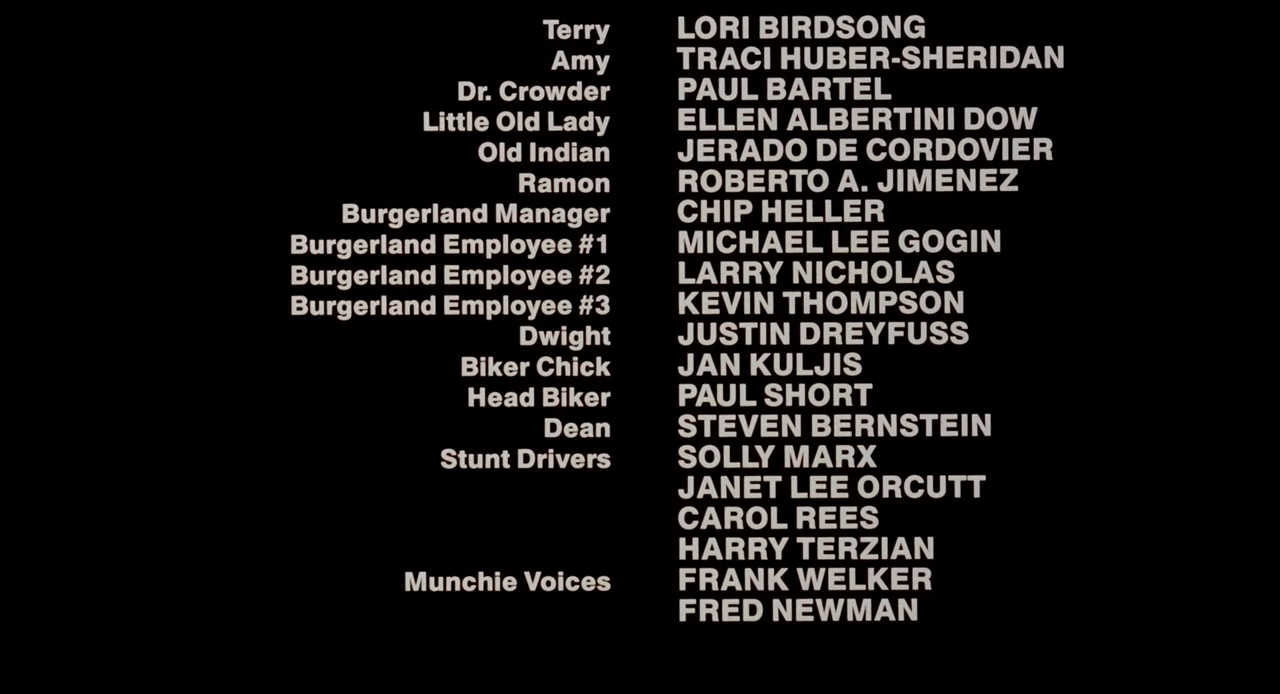 Terry LORI BIRDSONG
Amy TRACI HUBER-SHERIDAN
Dr. Crowder PAUL BARTEL
Little Old Lady ELLEN ALBERTINI DOW
Old Indian JERADO DE CORDOVIER
Ramon ROBERTO A. JIMENEZ
Burgerland Manager CHIP HELLER
Burgerland Employee #1 MICHAEL LEE GOGIN
Burgerland Employee #2 LARRY NICHOLAS
Burgerland Employee #3 KEVIN THOMPSON
Dwight JUSTIN DREYFUSS
Biker Chick JAN KULJIS
Head Biker PAUL SHORT
Dean STEVEN BERNSTEIN
Stunt Drivers SOLLY MARX
JANET LEE ORCUTT
CAROL REES
HARRY TERZIAN
Munchie Voices FRANK WELKER
FRED NEWMAN